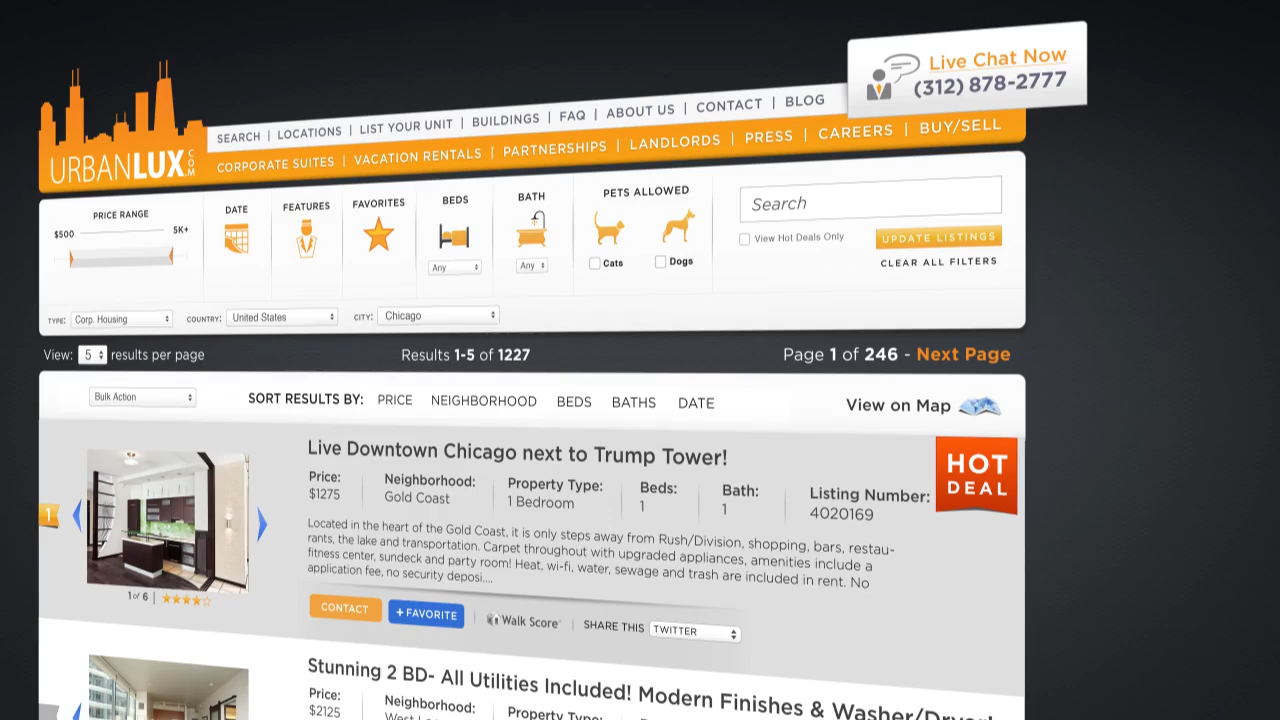 Live Chat Now
(312) 878-2777
SEARCH | LOCATIONS | LIST YOUR UNIT | BUILDINGS | FAQ | ABOUT US | CONTACT | BLOG
URBANLUX.COM
CORPORATE SUITES | VACATION RENTALS | PARTNERSHIPS | LANDLORDS | PRESS | CAREERS | BUY/SELL
PRICE RANGE DATE FEATURES FAVORITES BEDS BATH PETS ALLOWED
$500 5K+
Search
Any Any Cats Dogs
View Hot Deals Only UPDATE LISTINGS
CLEAR ALL FILTERS
TYPE: Corp. Housing COUNTRY: United States CITY: Chicago
View: 5 results per page Results 1-5 of 1227 Page 1 of 246 - Next Page
Bulk Action SORT RESULTS BY: PRICE NEIGHBORHOOD BEDS BATHS DATE View on Map
Live Downtown Chicago next to Trump Tower!
HOT
DEAL
Price: Neighborhood: Property Type: Beds: Bath: Listing Number:
$1275 Gold Coast 1 Bedroom 1 1 4020169
1
Located in the heart of the Gold Coast, it is only steps away from Rush/Division, shopping, bars, restau-
rants, the lake and transportation. Carpet throughout with upgraded appliances, amenities include a
fitness center, sundeck and party room! Heat, wi-fi, water, sewage and trash are included in rent. No
application fee, no security deposi....
1 of 6 |
CONTACT + FAVORITE | Walk Score | SHARE THIS TWITTER
Stunning 2 BD- All Utilities Included! Modern Finishes & Washer/Dryer!
Price: Neighborhood: Property Type:
$2125